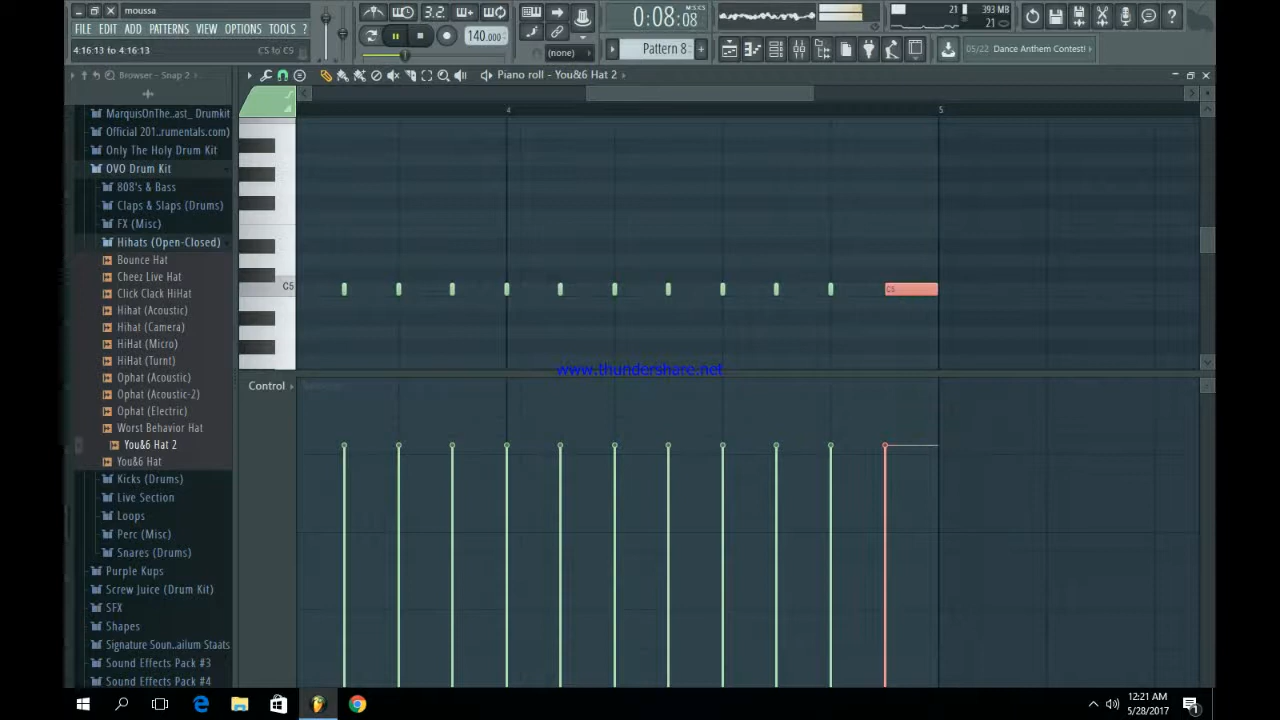 moussa
FILE EDIT ADD PATTERNS VIEW OPTIONS TOOLS ?
4:16:13 to 4:16:13 C5 to C5
3.2.
140.000
0:08:08
M:S:CS
(none)
Pattern 8
21 393 MB
21
05/22 Dance Anthem Contest!
Browser - Snap 2
Piano roll - You&6 Hat 2
4 5
MarquisOnThe..ast_ Drumkit
Official 201..rumentals.com)
Only The Holy Drum Kit
OVO Drum Kit
808's & Bass
Claps & Slaps (Drums)
FX (Misc)
Hihats (Open-Closed)
Bounce Hat
Cheez Live Hat
Click Clack HiHat
Hihat (Acoustic)
Hihat (Camera)
HiHat (Micro)
HiHat (Turnt)
Ophat (Acoustic)
Ophat (Acoustic-2)
Ophat (Electric)
Worst Behavior Hat
You&6 Hat 2
You&6 Hat
Kicks (Drums)
Live Section
Loops
Perc (Misc)
Snares (Drums)
Purple Kups
Screw Juice (Drum Kit)
SFX
Shapes
Signature Soun..ailum Staats
Sound Effects Pack #3
Sound Effects Pack #4
C5
C5
www.thundershare.net
Control
12:21 AM
5/28/2017
1